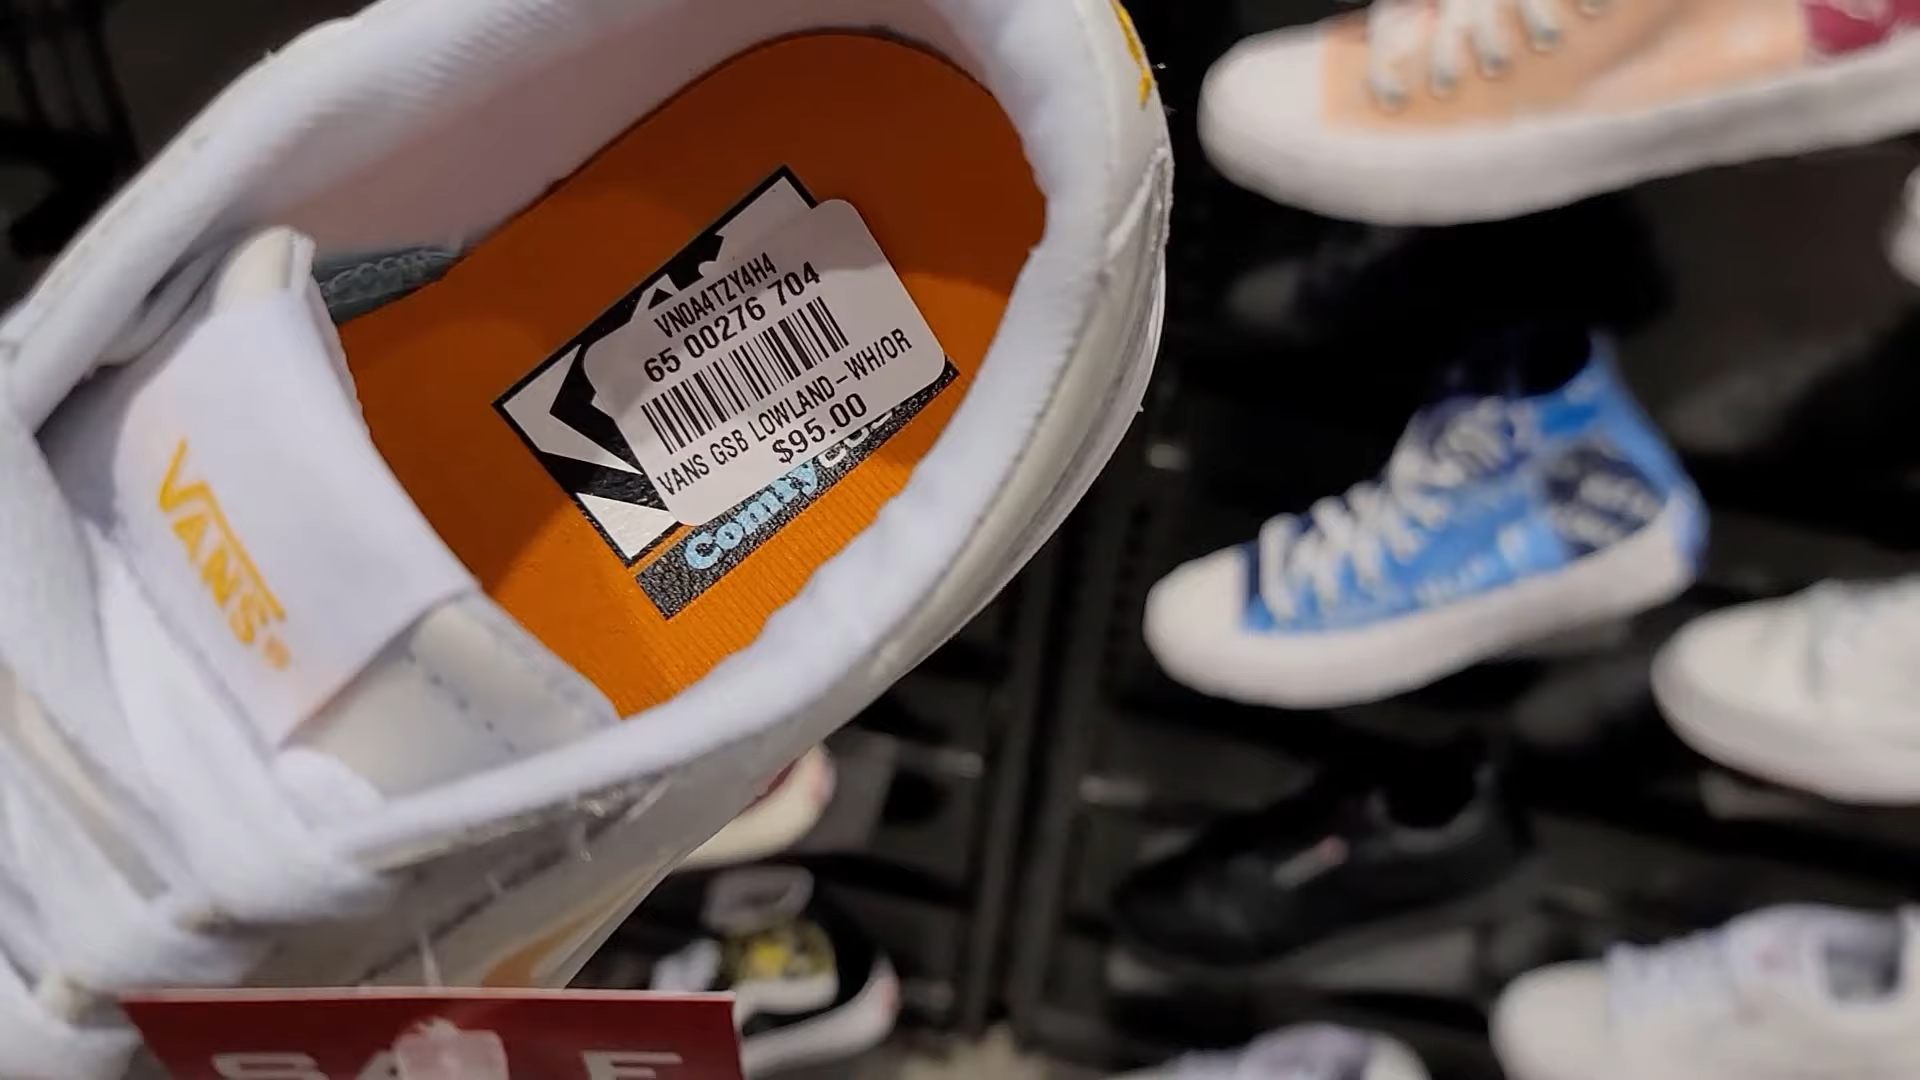 VN0A4TZY4H4
65 00276 704
VANS GSB LOWLAND-WH/OR
$95.00
Comfy
VANS